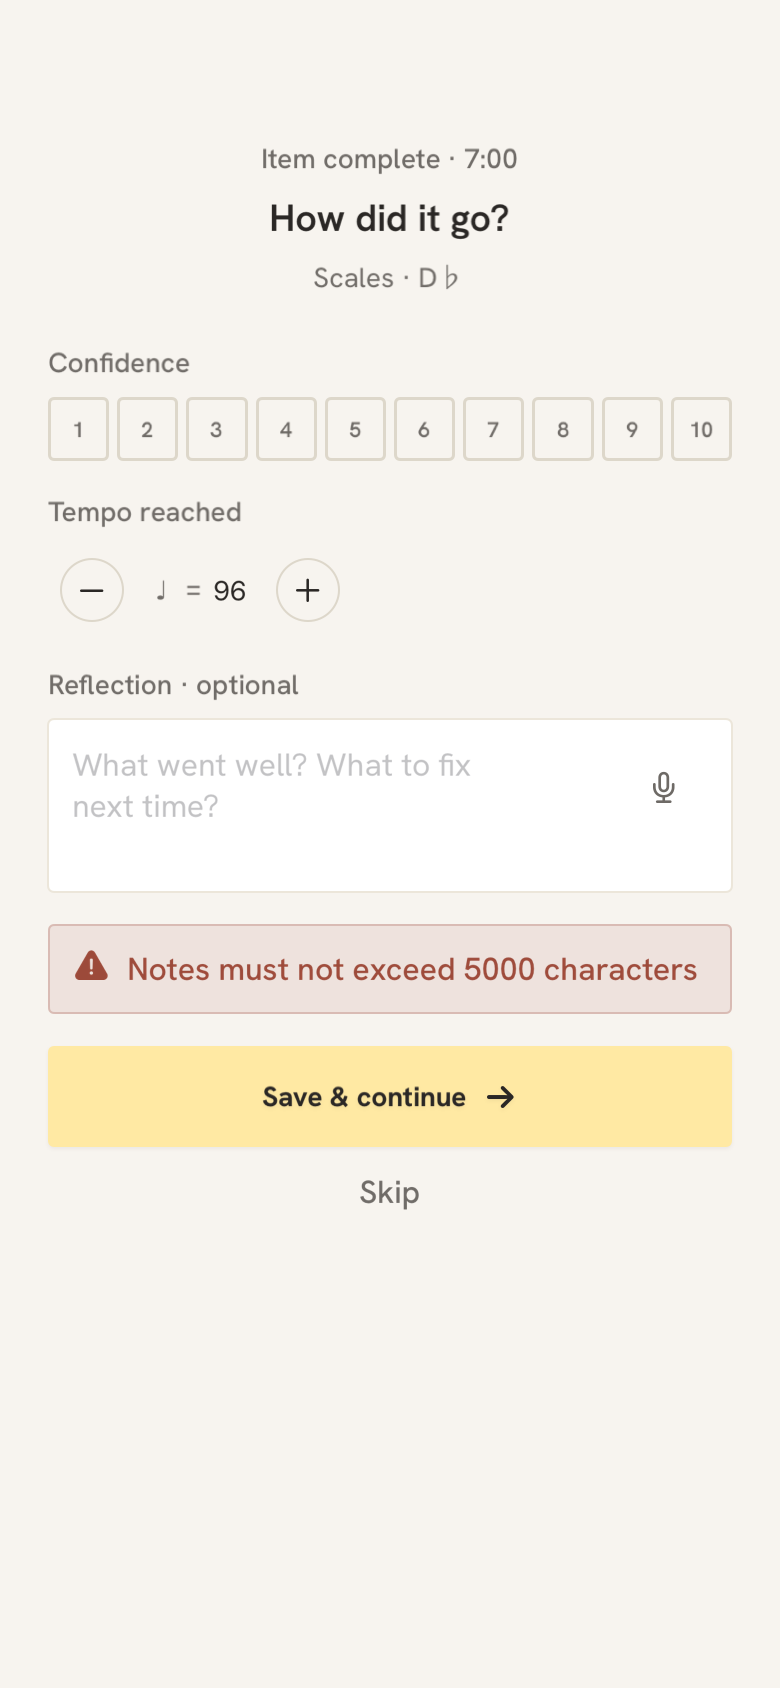 Item complete · 7:00
How did it go?
Scales · D♭
Confidence
1 2 3 4 5 6 7 8 9 10
Tempo reached
− ♩ = 96 +
Reflection · optional
What went well? What to fix
next time?
Notes must not exceed 5000 characters
Save & continue →
Skip